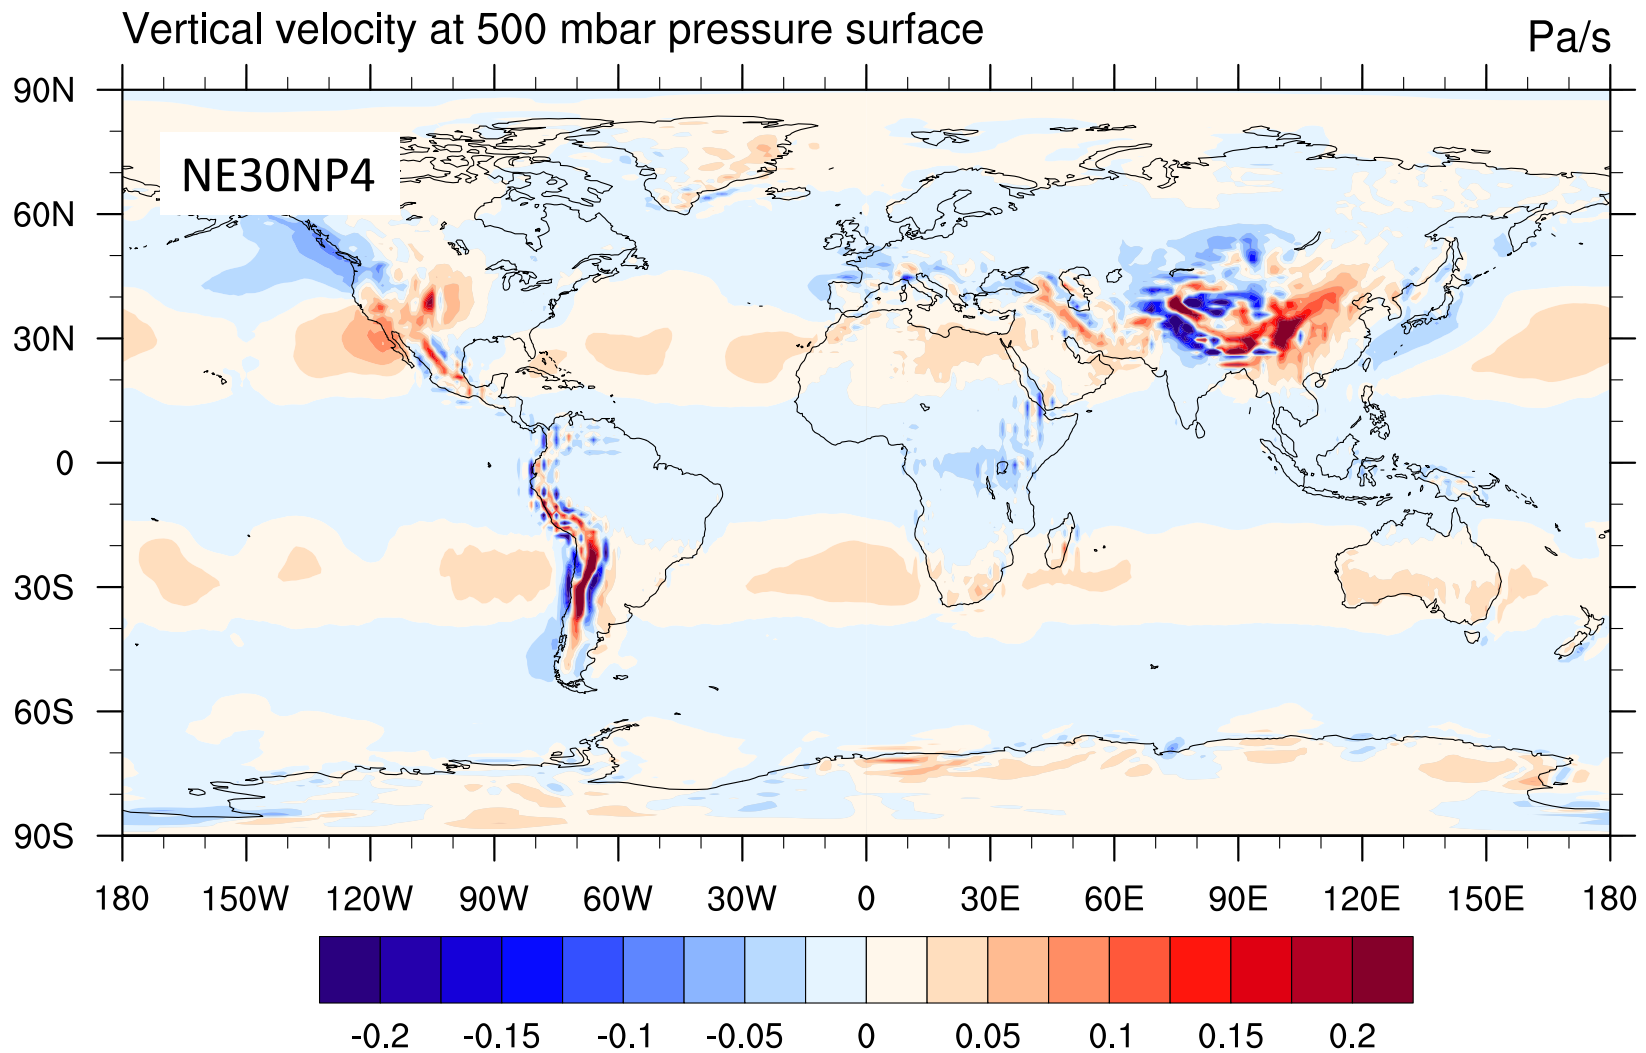 Vertical velocity at 500 mbar pressure surface
Pa/s
90N
NE30NP4
60N
30N
0
30S
60S
90S
180 150W 120W 90W 60W 30W 0 30E 60E 90E 120E 150E 180
-0.2 -0.15 -0.1 -0.05 0 0.05 0.1 0.15 0.2